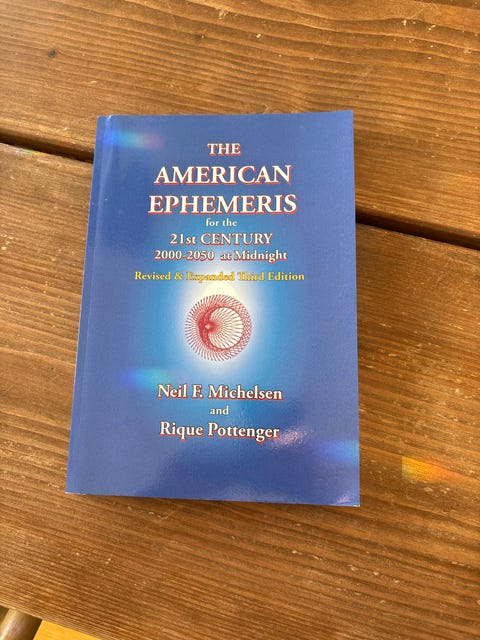 THE
AMERICAN
EPHEMERIS
for the
21st CENTURY
2000-2050 at Midnight
Revised & Expanded Third Edition
Neil F. Michelsen
and
Rique Pottenger